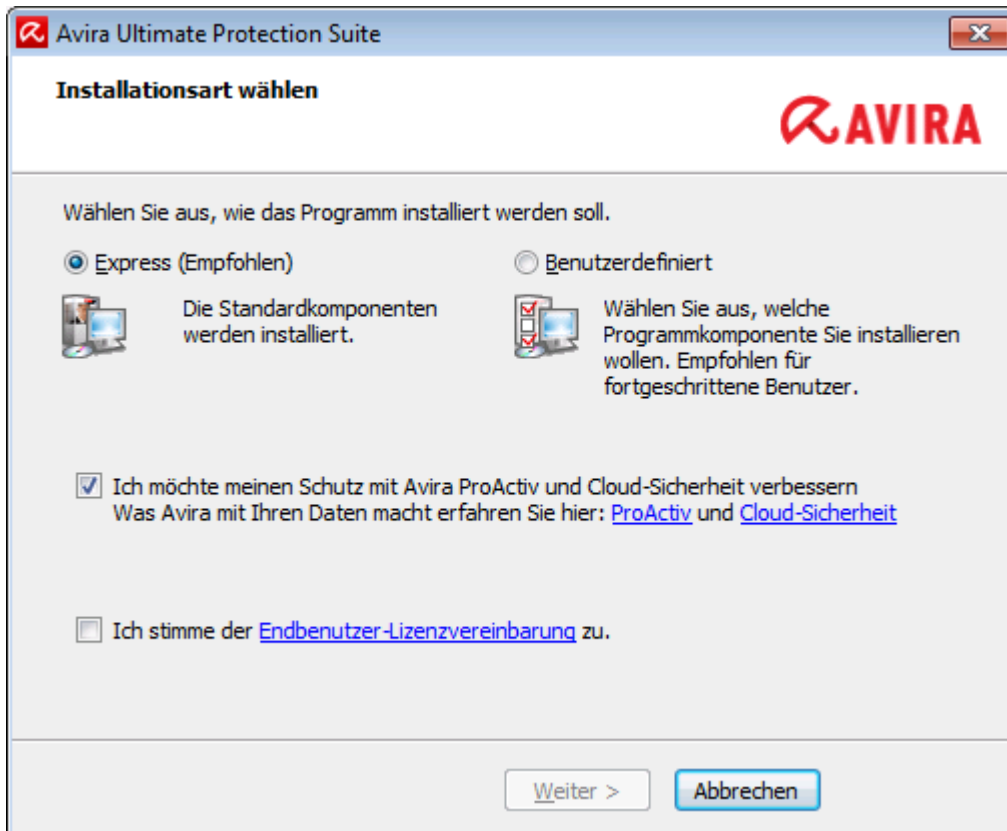 Avira Ultimate Protection Suite
Installationsart wählen
AVIRA
Wählen Sie aus, wie das Programm installiert werden soll.
Express (Empfohlen)
Die Standardkomponenten
werden installiert.
Benutzerdefiniert
Wählen Sie aus, welche
Programmkomponente Sie installieren
wollen. Empfohlen für
fortgeschrittene Benutzer.
Ich möchte meinen Schutz mit Avira ProActiv und Cloud-Sicherheit verbessern
Was Avira mit Ihren Daten macht erfahren Sie hier: ProActiv und Cloud-Sicherheit
Ich stimme der Endbenutzer-Lizenzvereinbarung zu.
Weiter >
Abbrechen